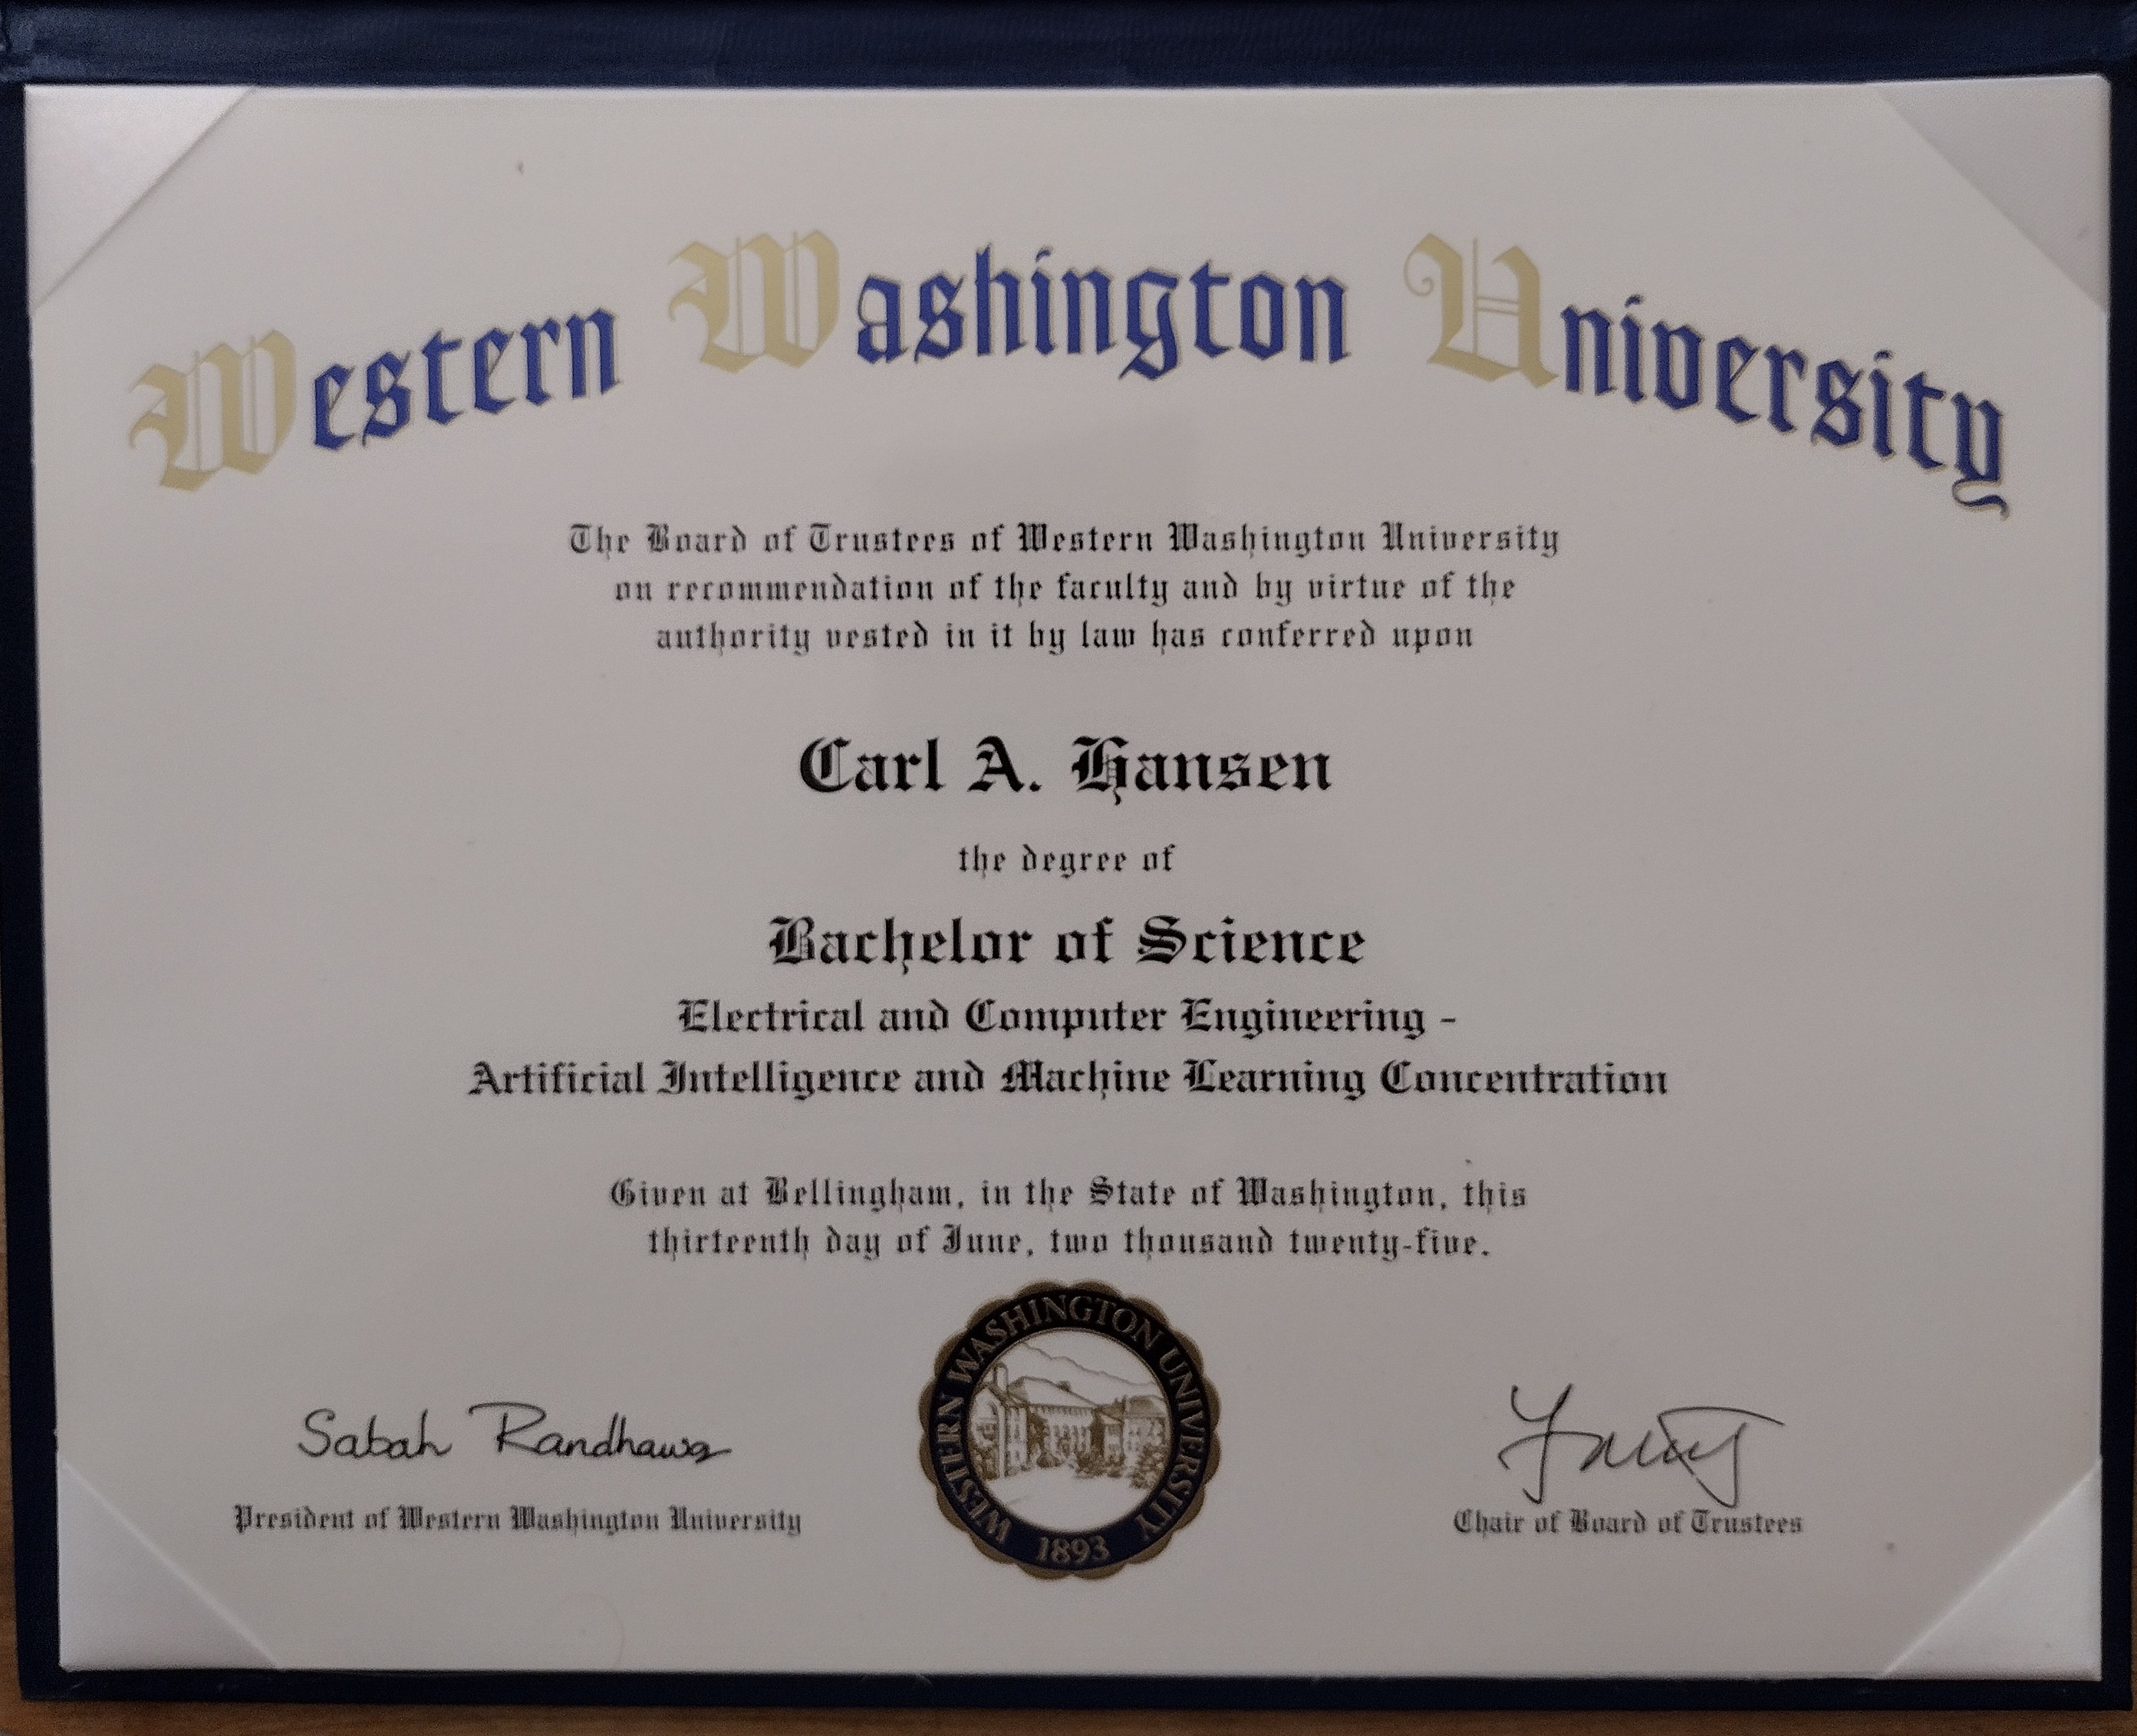 Western Washington University
The Board of Trustees of Western Washington University
on recommendation of the faculty and by virtue of the
authority vested in it by law has conferred upon
Carl A. Hansen
the degree of
Bachelor of Science
Electrical and Computer Engineering -
Artificial Intelligence and Machine Learning Concentration
Given at Bellingham, in the State of Washington, this
thirteenth day of June, two thousand twenty-five.
WESTERN WASHINGTON UNIVERSITY
1893
Sabah Randhawa
President of Western Washington University
Chair of Board of Trustees